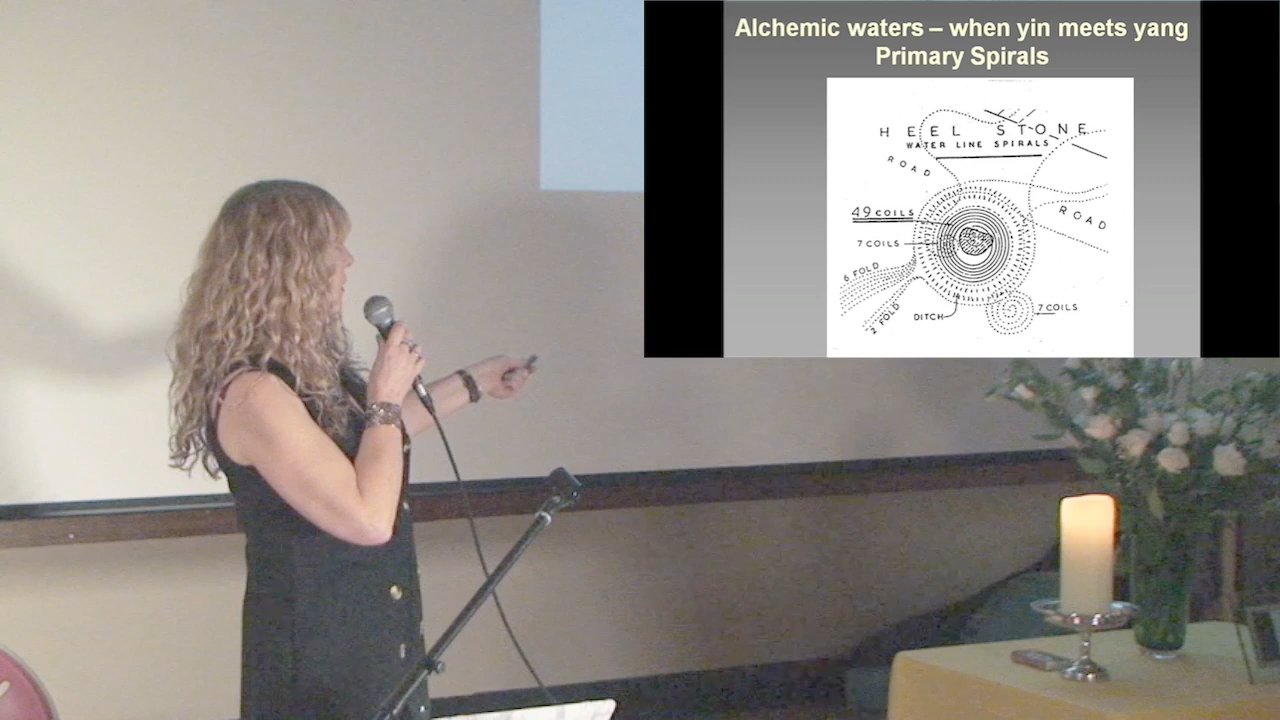 Alchemic waters – when yin meets yang
Primary Spirals
HEEL STONE
WATER LINE SPIRALS
ROAD
49 COILS
ROAD
7 COILS
6 FOLD
2 FOLD
DITCH
7 COILS